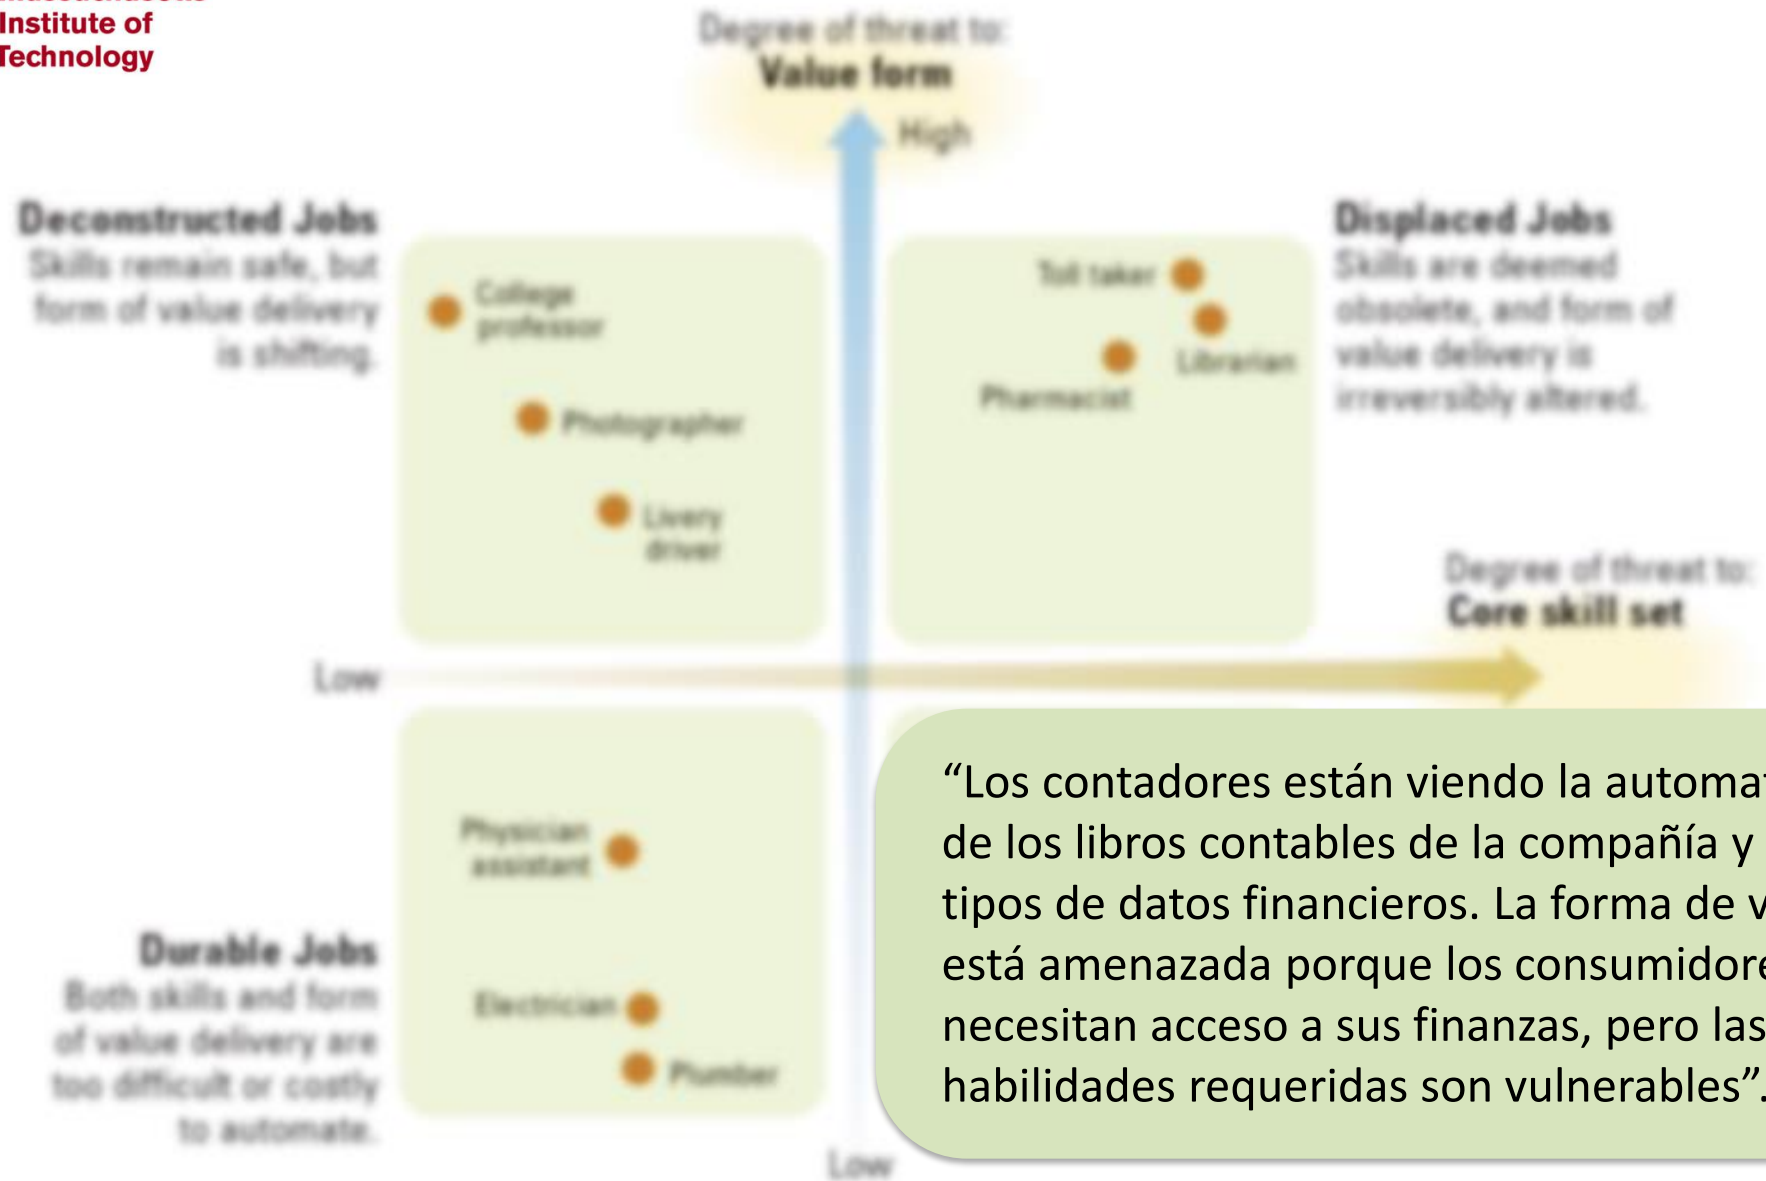 Institute of
Technology
Degree of threat to:
Value form
High
Deconstructed Jobs
Skills remain safe, but
form of value delivery
is shifting.
College
professor
Photographer
Livery
driver
Toll taker
Librarian
Pharmacist
Displaced Jobs
Skills are deemed
obsolete, and form of
value delivery is
irreversibly altered.
Degree of threat to:
Core skill set
Low
Physician
assistant
Electrician
Plumber
Durable Jobs
Both skills and form
of value delivery are
too difficult or costly
to automate.
Low
“Los contadores están viendo la automat
de los libros contables de la compañía y
tipos de datos financieros. La forma de v
está amenazada porque los consumidore
necesitan acceso a sus finanzas, pero las
habilidades requeridas son vulnerables”.